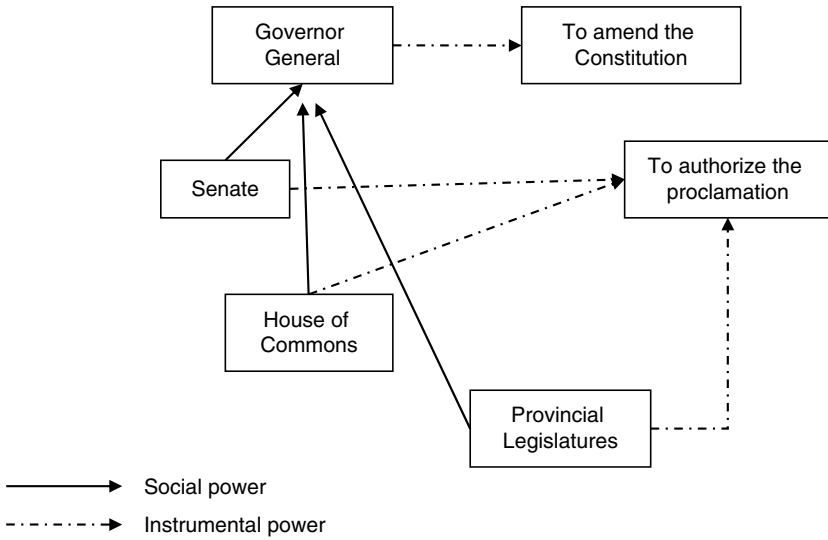 Governor
General
To amend the
Constitution
Senate
To authorize the
proclamation
House of
Commons
Provincial
Legislatures
Social power
Instrumental power